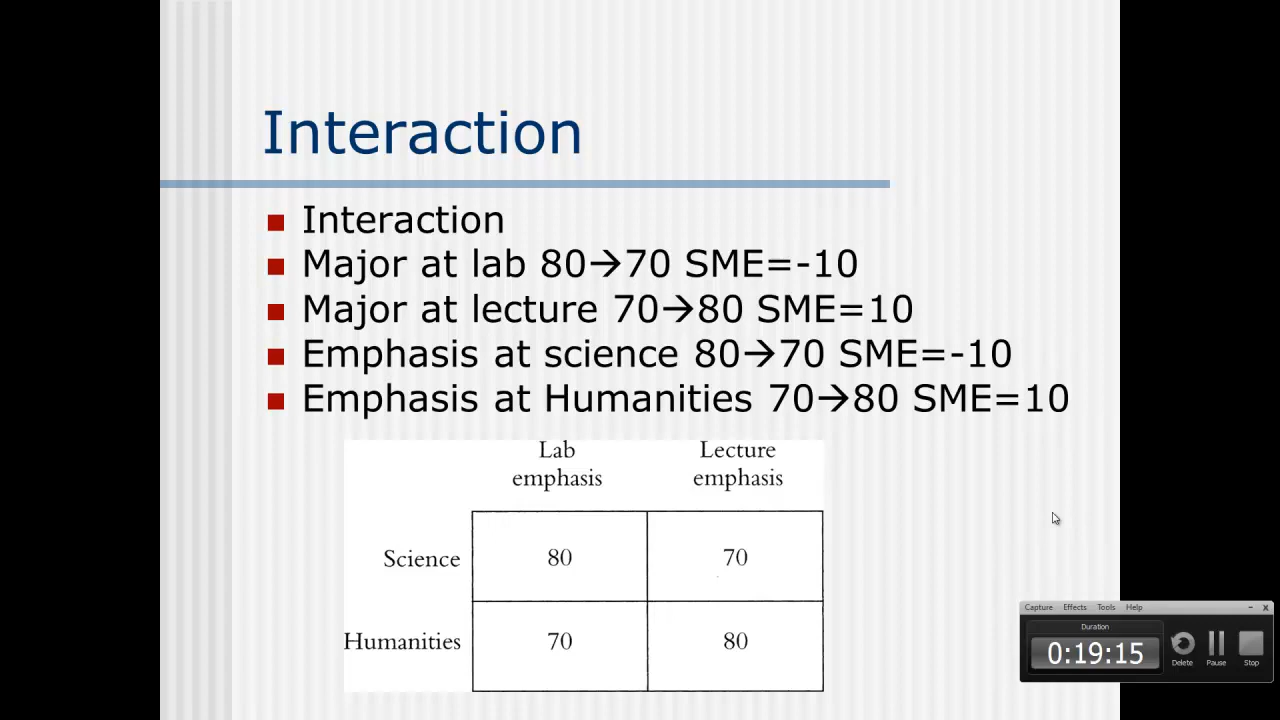 Interaction
Interaction
Major at lab 80→70 SME=-10
Major at lecture 70→80 SME=10
Emphasis at science 80→70 SME=-10
Emphasis at Humanities 70→80 SME=10
Lab emphasis
Lecture emphasis
Science 80 70
Humanities 70 80
Capture Effects Tools Help
Duration
0:19:15
Delete Pause Stop